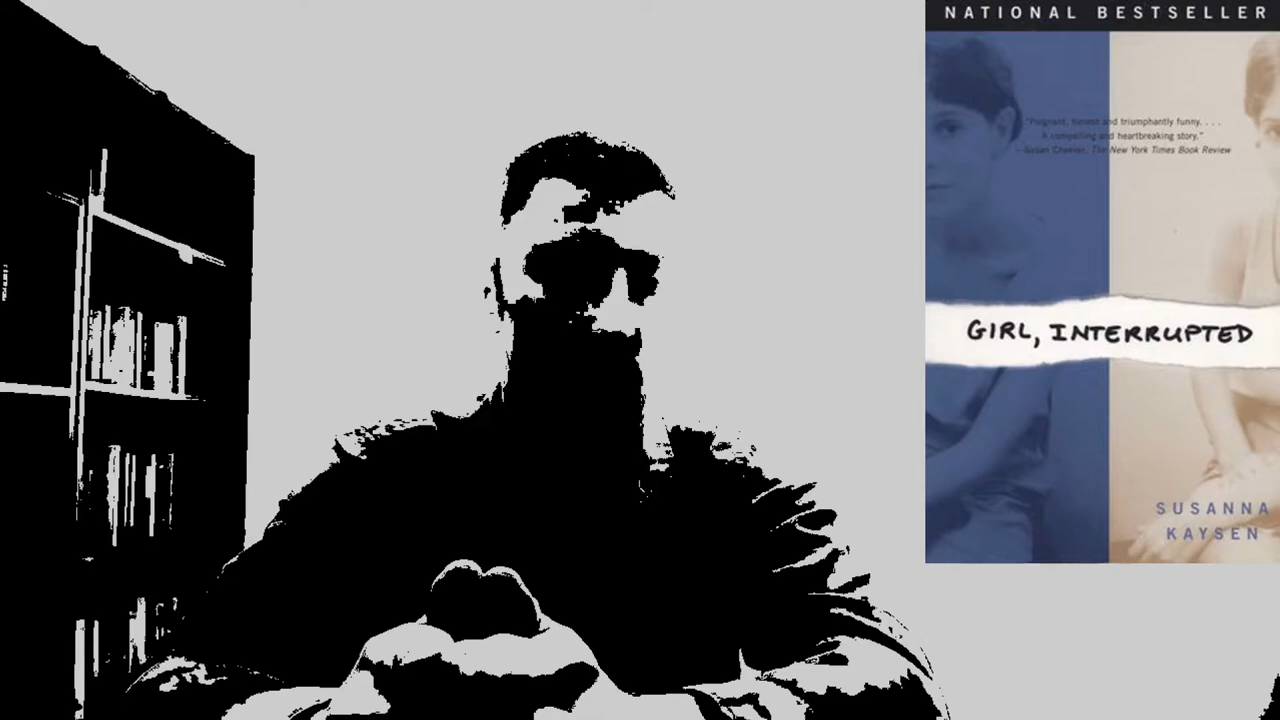 NATIONAL BESTSELLER
"Poignant, honest and triumphantly funny. . . .
A compelling and heartbreaking story."
—Susan Cheever, The New York Times Book Review
GIRL, INTERRUPTED
SUSANNA
KAYSEN